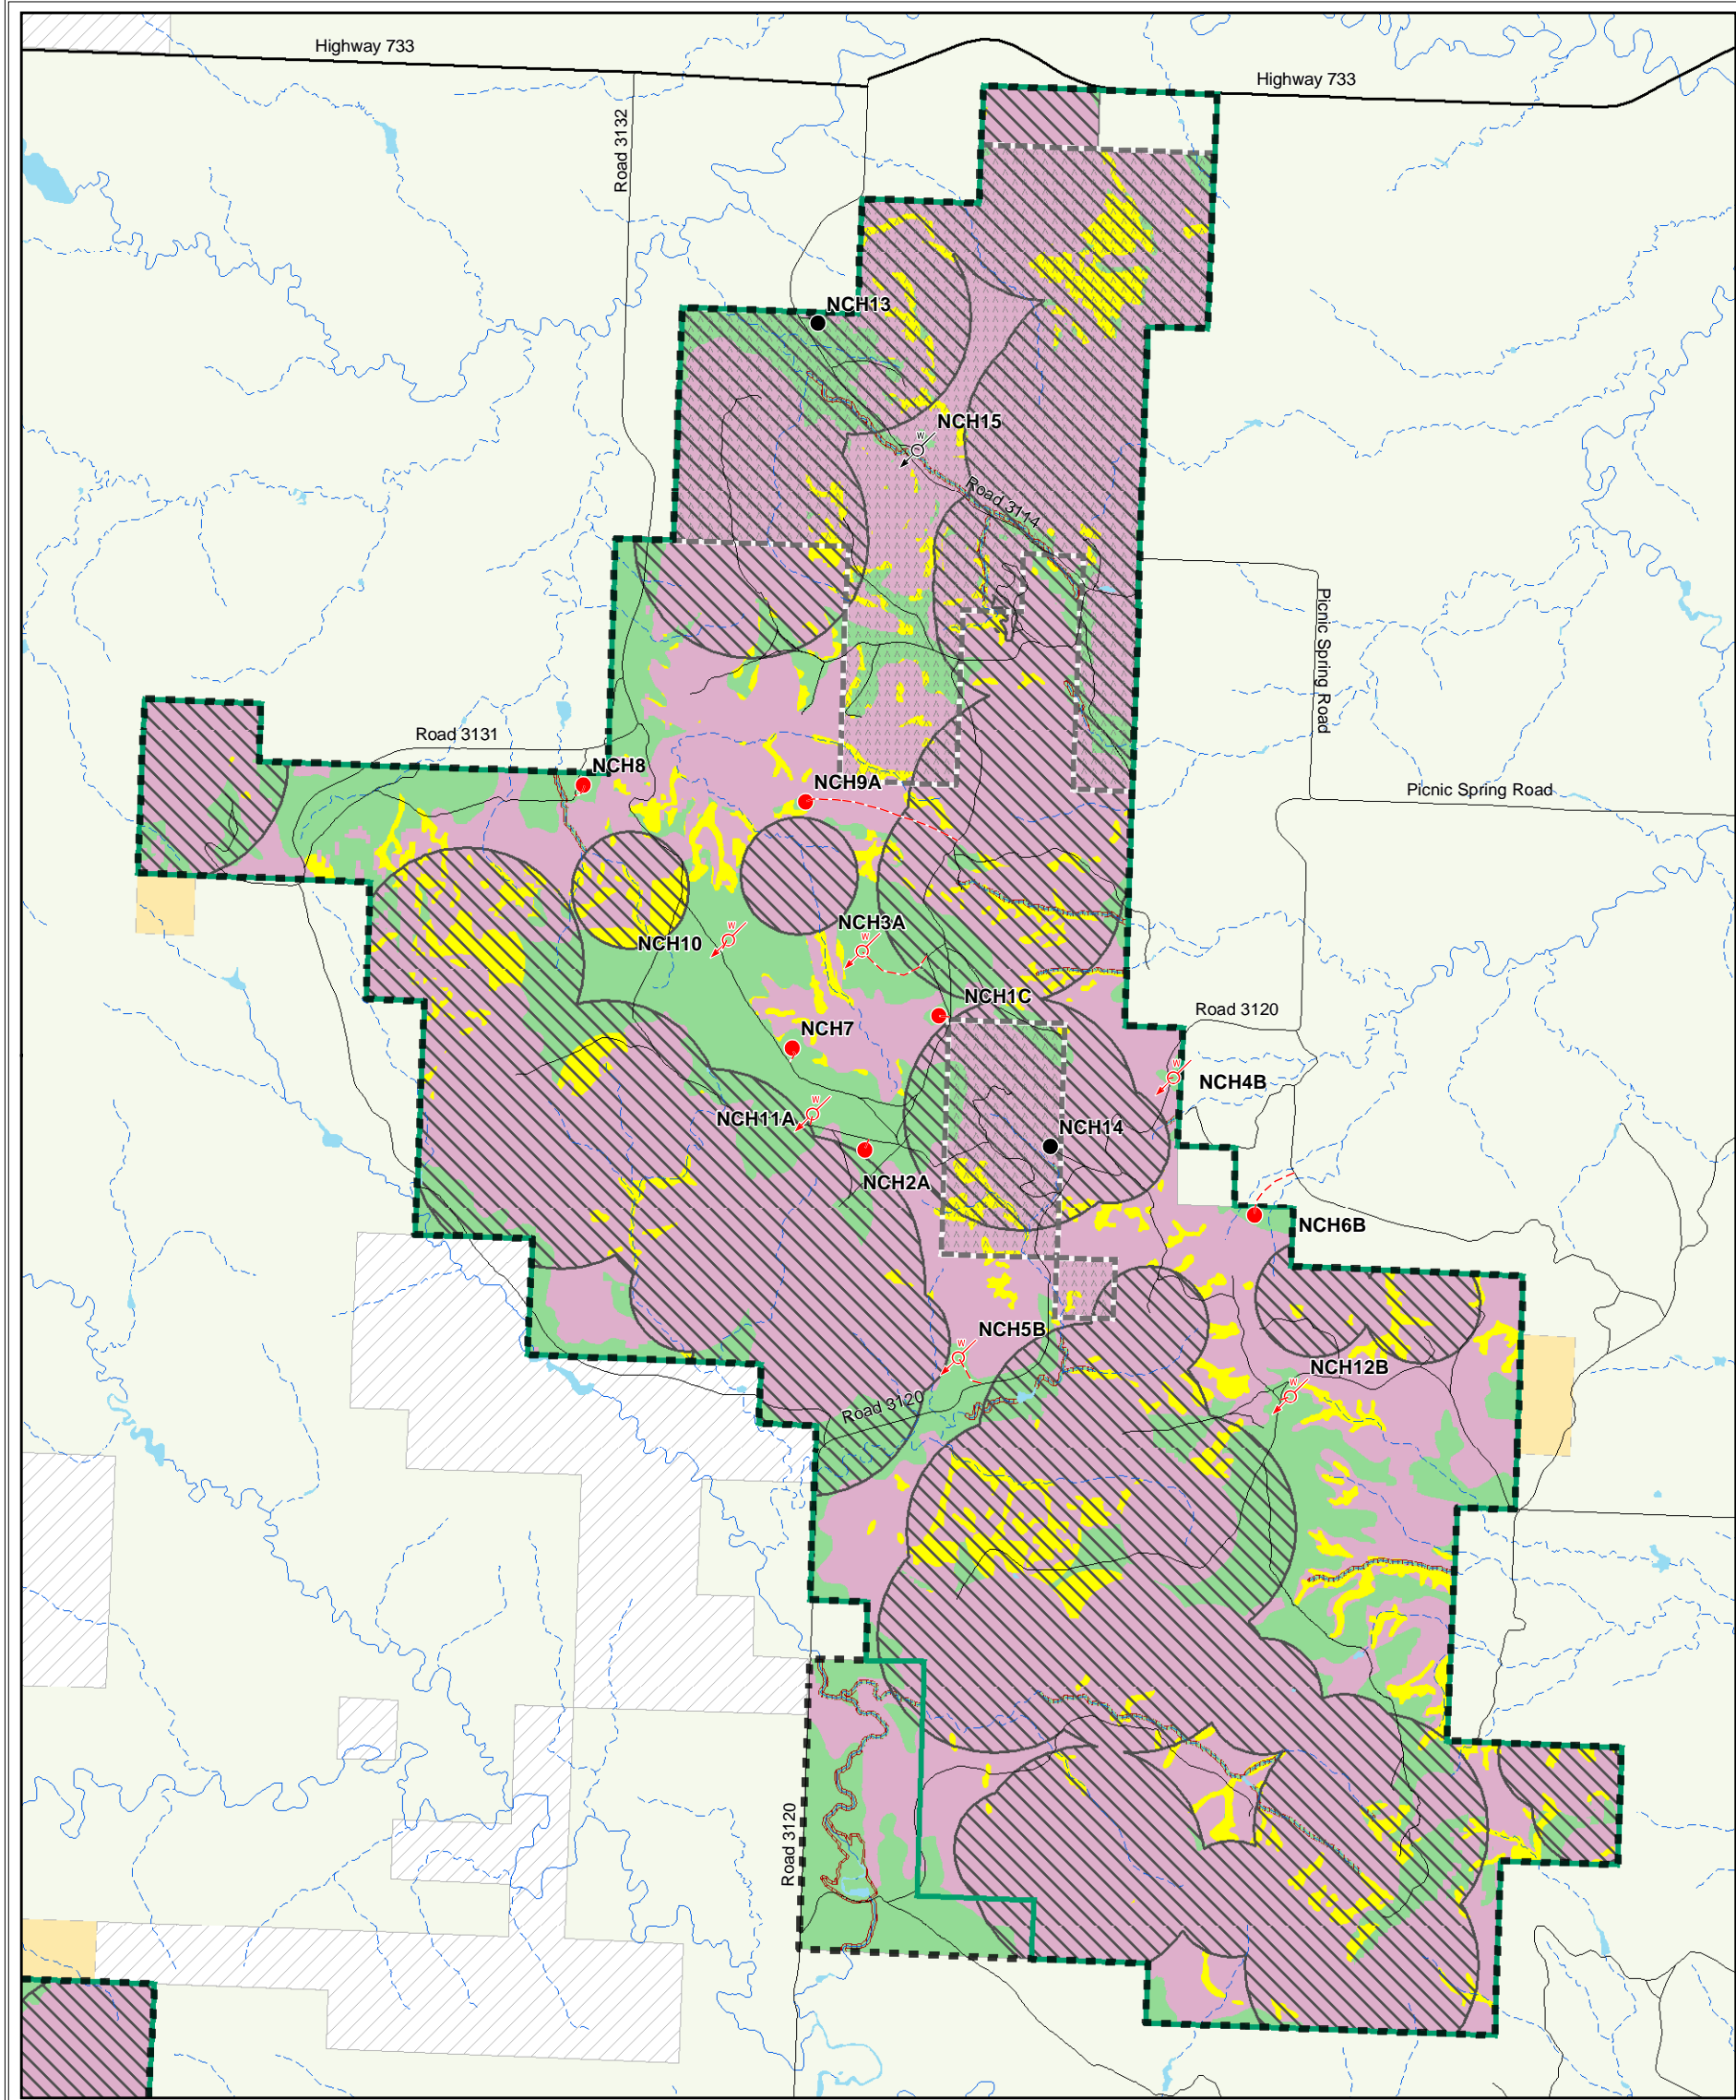 Highway 733
Highway 733
Road 3132
NCH13
W
NCH15
Road 3114
Picnic Spring Road
Road 3131
NCH8
NCH9A
Picnic Spring Road
NCH3A
W
NCH10
W
NCH1C
Road 3120
NCH7
W
NCH4B
NCH11A
W
NCH14
NCH2A
NCH6B
NCH5B
W
NCH12B
W
Road 3120
Road 3120